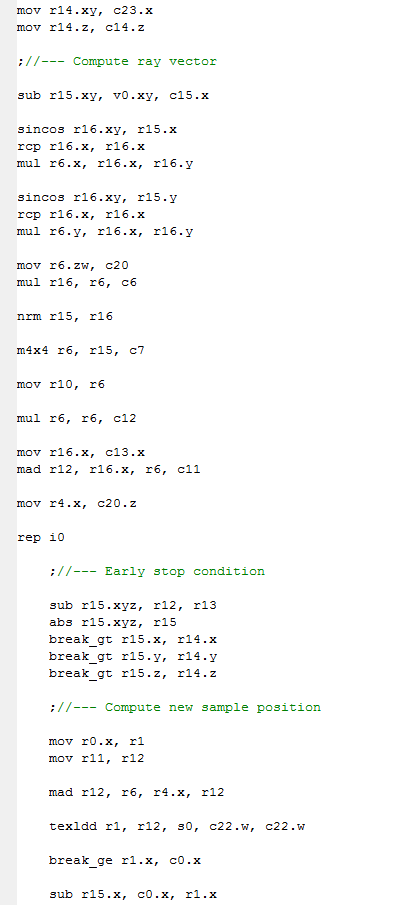 mov r14.xy, c23.x
mov r14.z, c14.z
;//--- Compute ray vector
sub r15.xy, v0.xy, c15.x
sincos r16.xy, r15.x
rcp r16.x, r16.x
mul r6.x, r16.x, r16.y
sincos r16.xy, r15.y
rcp r16.x, r16.x
mul r6.y, r16.x, r16.y
mov r6.zw, c20
mul r16, r6, c6
nrm r15, r16
m4x4 r6, r15, c7
mov r10, r6
mul r6, r6, c12
mov r16.x, c13.x
mad r12, r16.x, r6, c11
mov r4.x, c20.z
rep i0
;//--- Early stop condition
sub r15.xyz, r12, r13
abs r15.xyz, r15
break_gt r15.x, r14.x
break_gt r15.y, r14.y
break_gt r15.z, r14.z
;//--- Compute new sample position
mov r0.x, r1
mov r11, r12
mad r12, r6, r4.x, r12
texldd r1, r12, s0, c22.w, c22.w
break_ge r1.x, c0.x
sub r15.x, c0.x, r1.x